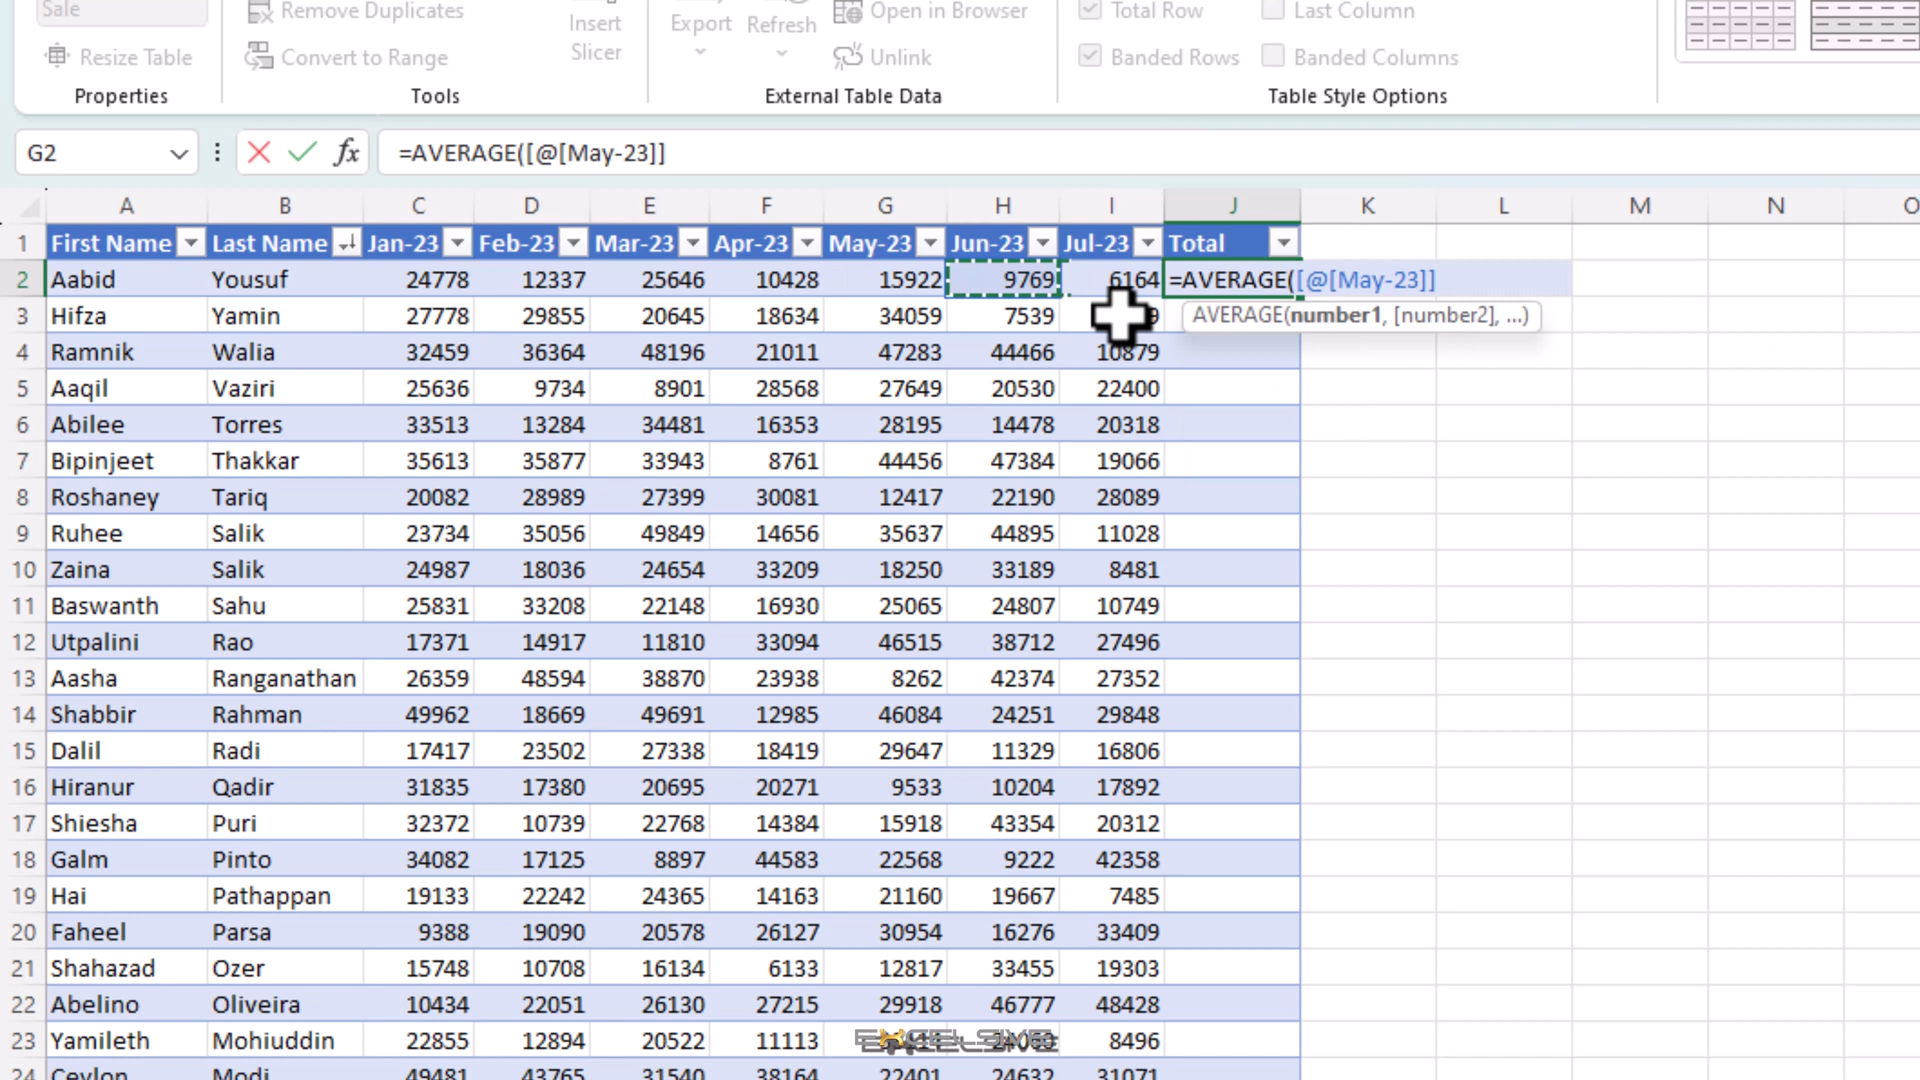 Sale
Remove Duplicates
Insert Slicer
Export
Refresh
Open in Browser
Total Row
Last Column
Resize Table
Convert to Range
Unlink
Banded Rows
Banded Columns
Properties
Tools
External Table Data
Table Style Options
G2
fx
=AVERAGE([@[May-23]]
A B C D E F G H I J K L M N O
1 First Name Last Name Jan-23 Feb-23 Mar-23 Apr-23 May-23 Jun-23 Jul-23 Total
2 Aabid Yousuf 24778 12337 25646 10428 15922 9769 6164 =AVERAGE([@[May-23]]
3 Hifza Yamin 27778 29855 20645 18634 34059 7539
AVERAGE(number1, [number2], ...)
4 Ramnik Walia 32459 36364 48196 21011 47283 44466 10879
5 Aaqil Vaziri 25636 9734 8901 28568 27649 20530 22400
6 Abilee Torres 33513 13284 34481 16353 28195 14478 20318
7 Bipinjeet Thakkar 35613 35877 33943 8761 44456 47384 19066
8 Roshaney Tariq 20082 28989 27399 30081 12417 22190 28089
9 Ruhee Salik 23734 35056 49849 14656 35637 44895 11028
10 Zaina Salik 24987 18036 24654 33209 18250 33189 8481
11 Baswanth Sahu 25831 33208 22148 16930 25065 24807 10749
12 Utpalini Rao 17371 14917 11810 33094 46515 38712 27496
13 Aasha Ranganathan 26359 48594 38870 23938 8262 42374 27352
14 Shabbir Rahman 49962 18669 49691 12985 46084 24251 29848
15 Dalil Radi 17417 23502 27338 18419 29647 11329 16806
16 Hiranur Qadir 31835 17380 20695 20271 9533 10204 17892
17 Shiesha Puri 32372 10739 22768 14384 15918 43354 20312
18 Galm Pinto 34082 17125 8897 44583 22568 9222 42358
19 Hai Pathappan 19133 22242 24365 14163 21160 19667 7485
20 Faheel Parsa 9388 19090 20578 26127 30954 16276 33409
21 Shahazad Ozer 15748 10708 16134 6133 12817 33455 19303
22 Abelino Oliveira 10434 22051 26130 27215 29918 46777 48428
23 Yamileth Mohiuddin 22855 12894 20522 11113 8496
EXCELSIVE
24 Ceylon Modi 49481 43765 31540 38164 22401 24632 31071